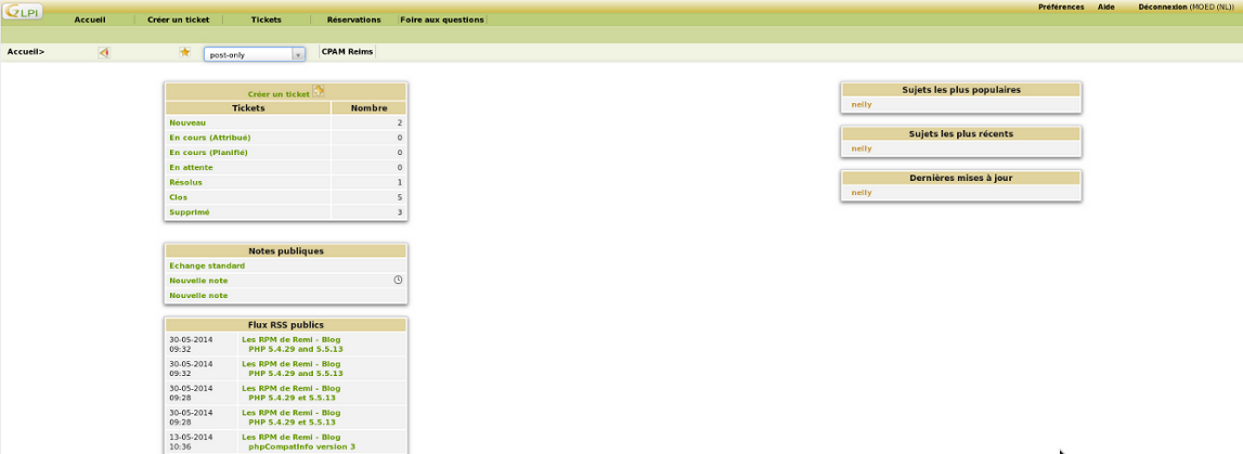 GLPI
Préférences Aide Déconnexion (MOED (NL))
Accueil Créer un ticket Tickets Réservations Foire aux questions
Accueil> post-only CPAM Reims
Créer un ticket
Tickets Nombre
Nouveau 2
En cours (Attribué) 0
En cours (Planifié) 0
En attente 0
Résolus 1
Clos 5
Supprimé 3
Notes publiques
Echange standard
Nouvelle note
Nouvelle note
Flux RSS publics
30-05-2014 Les RPM de Remi - Blog
09:32 PHP 5.4.29 and 5.5.13
30-05-2014 Les RPM de Remi - Blog
09:32 PHP 5.4.29 and 5.5.13
30-05-2014 Les RPM de Remi - Blog
09:28 PHP 5.4.29 et 5.5.13
30-05-2014 Les RPM de Remi - Blog
09:28 PHP 5.4.29 et 5.5.13
13-05-2014 Les RPM de Remi - Blog
10:36 phpCompatInfo version 3
Sujets les plus populaires
nelly
Sujets les plus récents
nelly
Dernières mises à jour
nelly